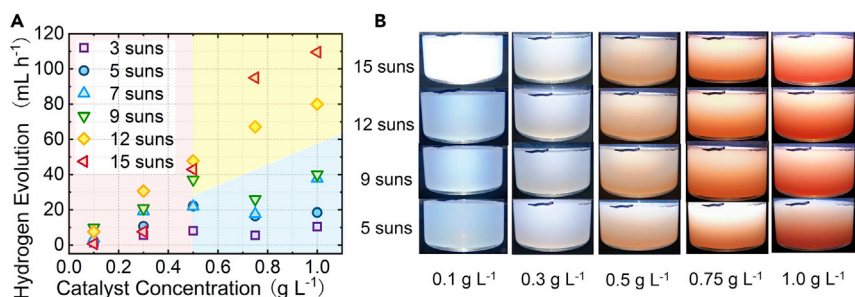 A
Hydrogen Evolution (mL h⁻¹)
120
100
80
60
40
20
0
3 suns
5 suns
7 suns
9 suns
12 suns
15 suns
0.0 0.2 0.4 0.6 0.8 1.0
Catalyst Concentration (g L⁻¹)
B
15 suns
12 suns
9 suns
5 suns
0.1 g L⁻¹ 0.3 g L⁻¹ 0.5 g L⁻¹ 0.75 g L⁻¹ 1.0 g L⁻¹